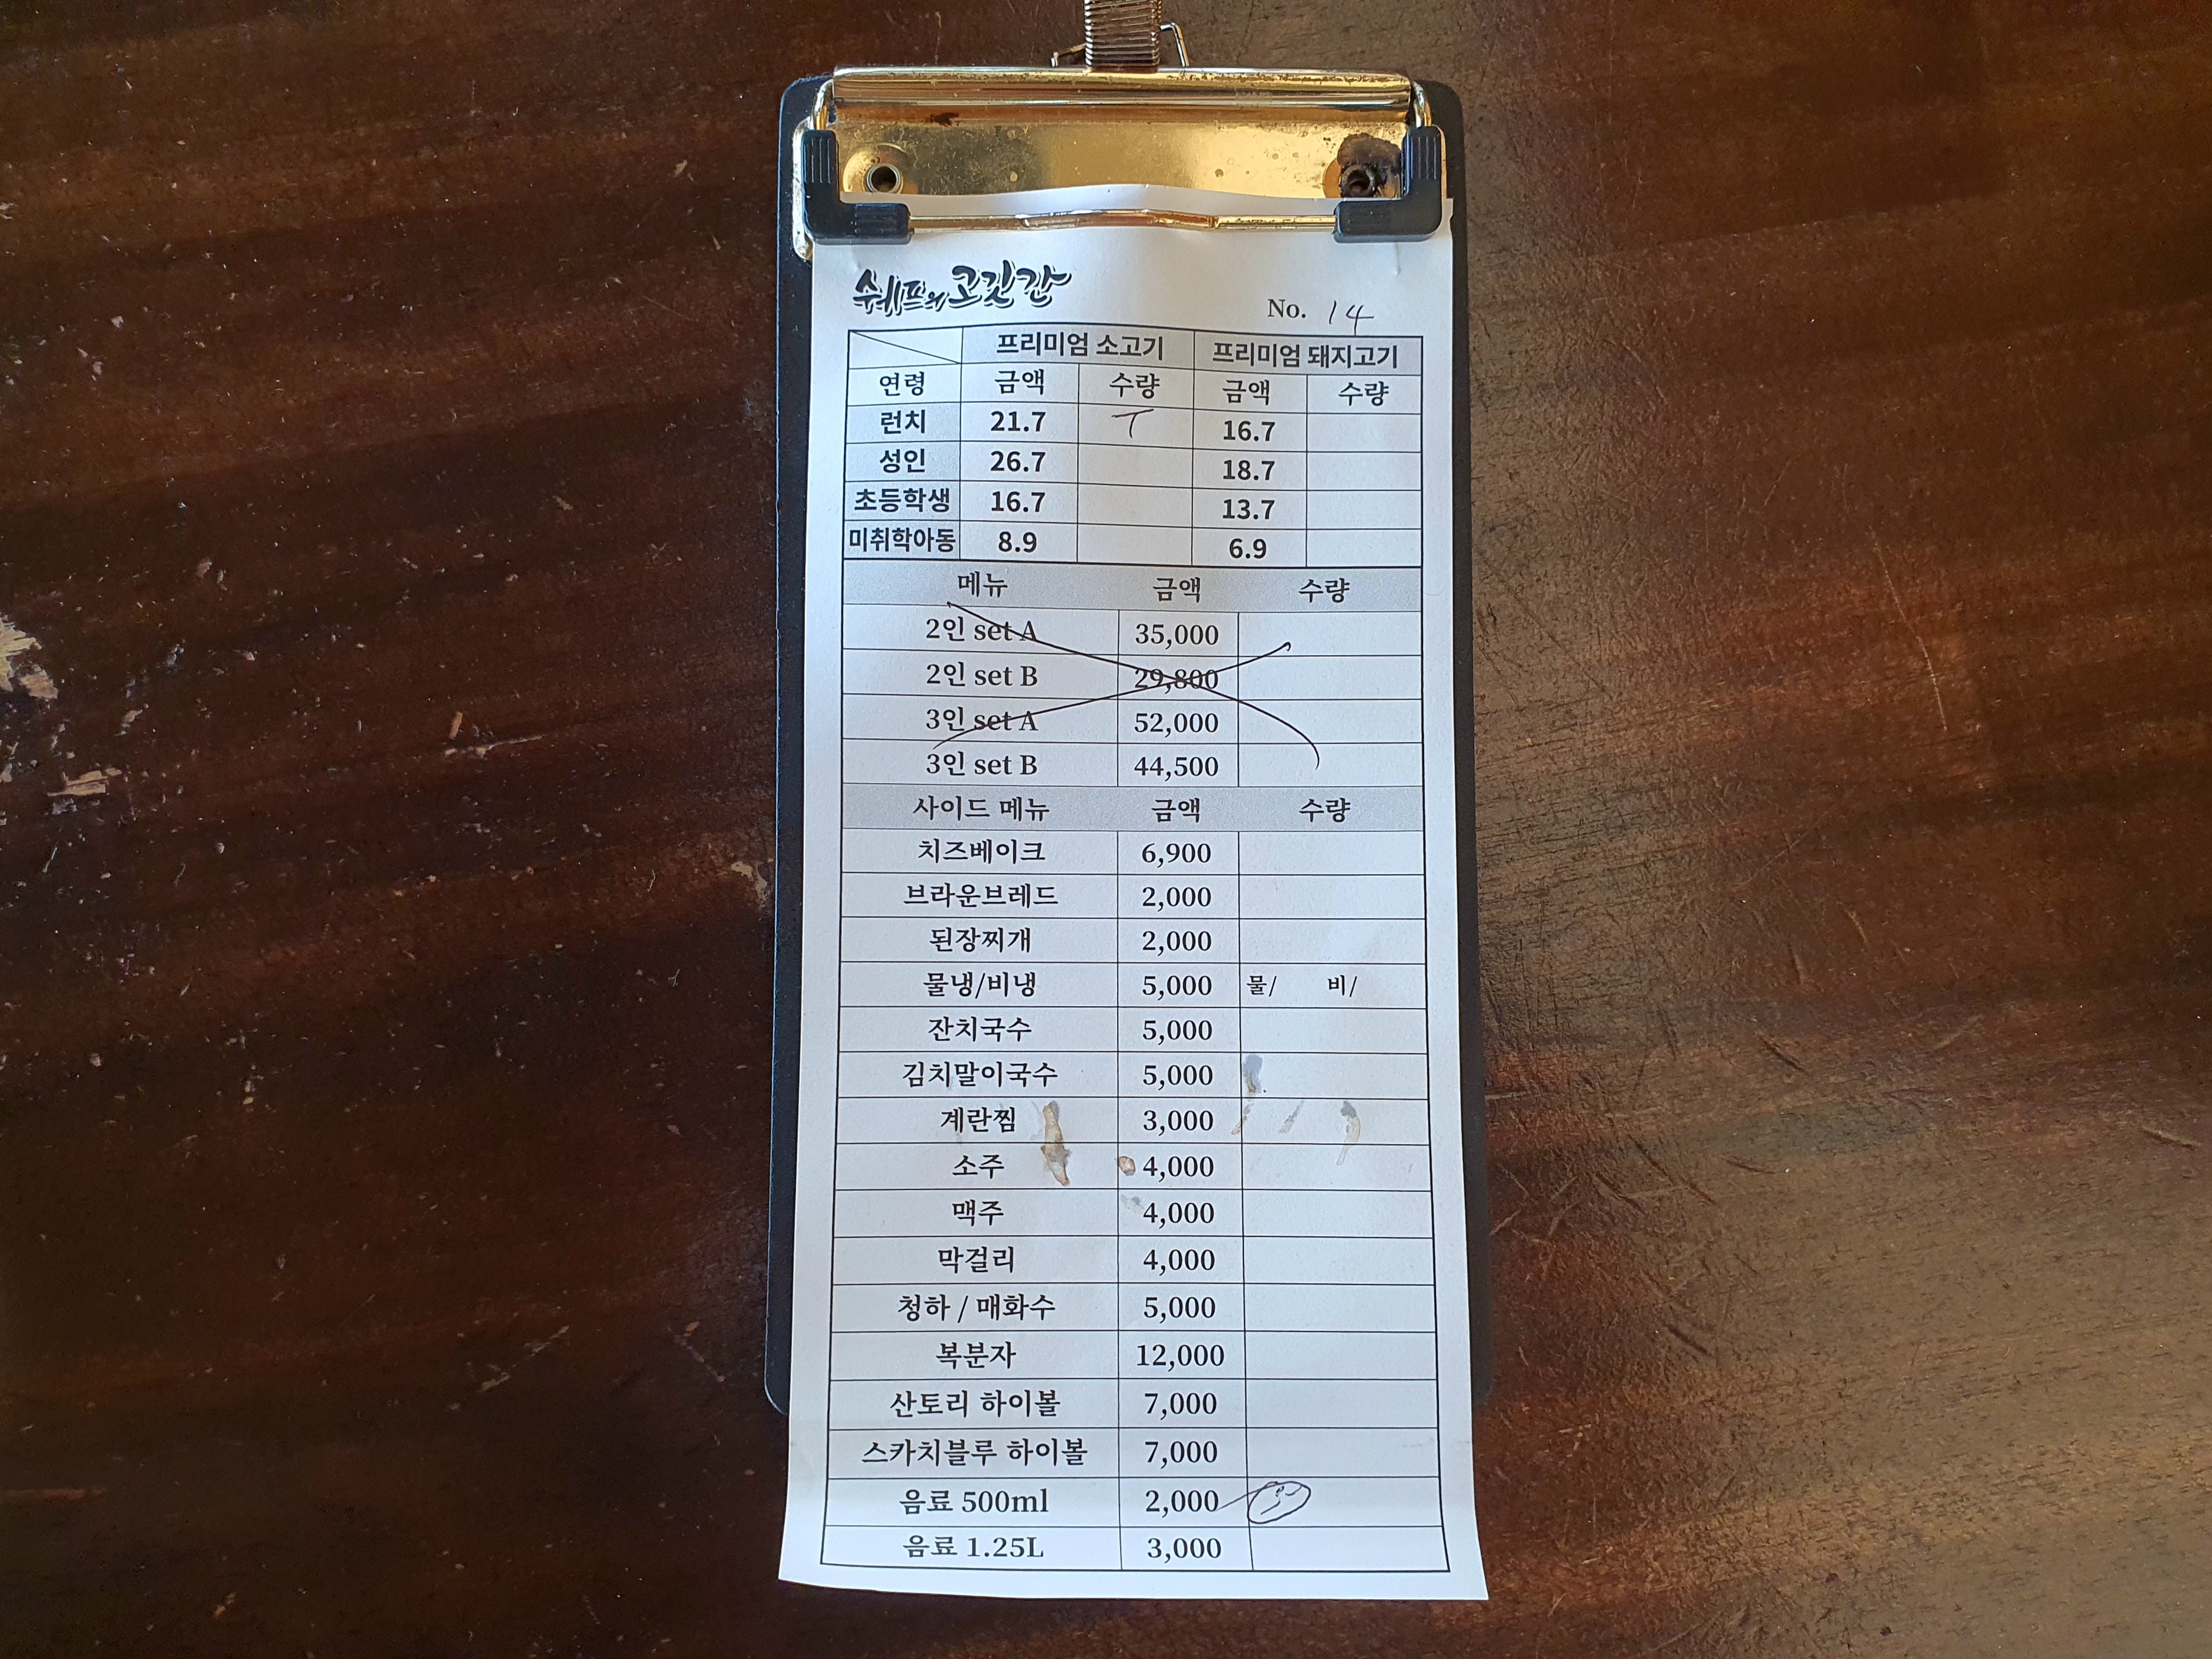 쉐프의 고깃간
No. 14
프리미엄 소고기 프리미엄 돼지고기
연령 금액 수량 금액 수량
런치 21.7 T 16.7
성인 26.7 18.7
초등학생 16.7 13.7
미취학아동 8.9 6.9
메뉴 금액 수량
2인 set A 35,000
2인 set B 29,800
3인 set A 52,000
3인 set B 44,500
사이드 메뉴 금액 수량
치즈베이크 6,900
브라운브레드 2,000
된장찌개 2,000
물냉/비냉 5,000 물/ 비/
잔치국수 5,000
김치말이국수 5,000
계란찜 3,000
소주 4,000
맥주 4,000
막걸리 4,000
청하 / 매화수 5,000
복분자 12,000
산토리 하이볼 7,000
스카치블루 하이볼 7,000
음료 500ml 2,000
음료 1.25L 3,000